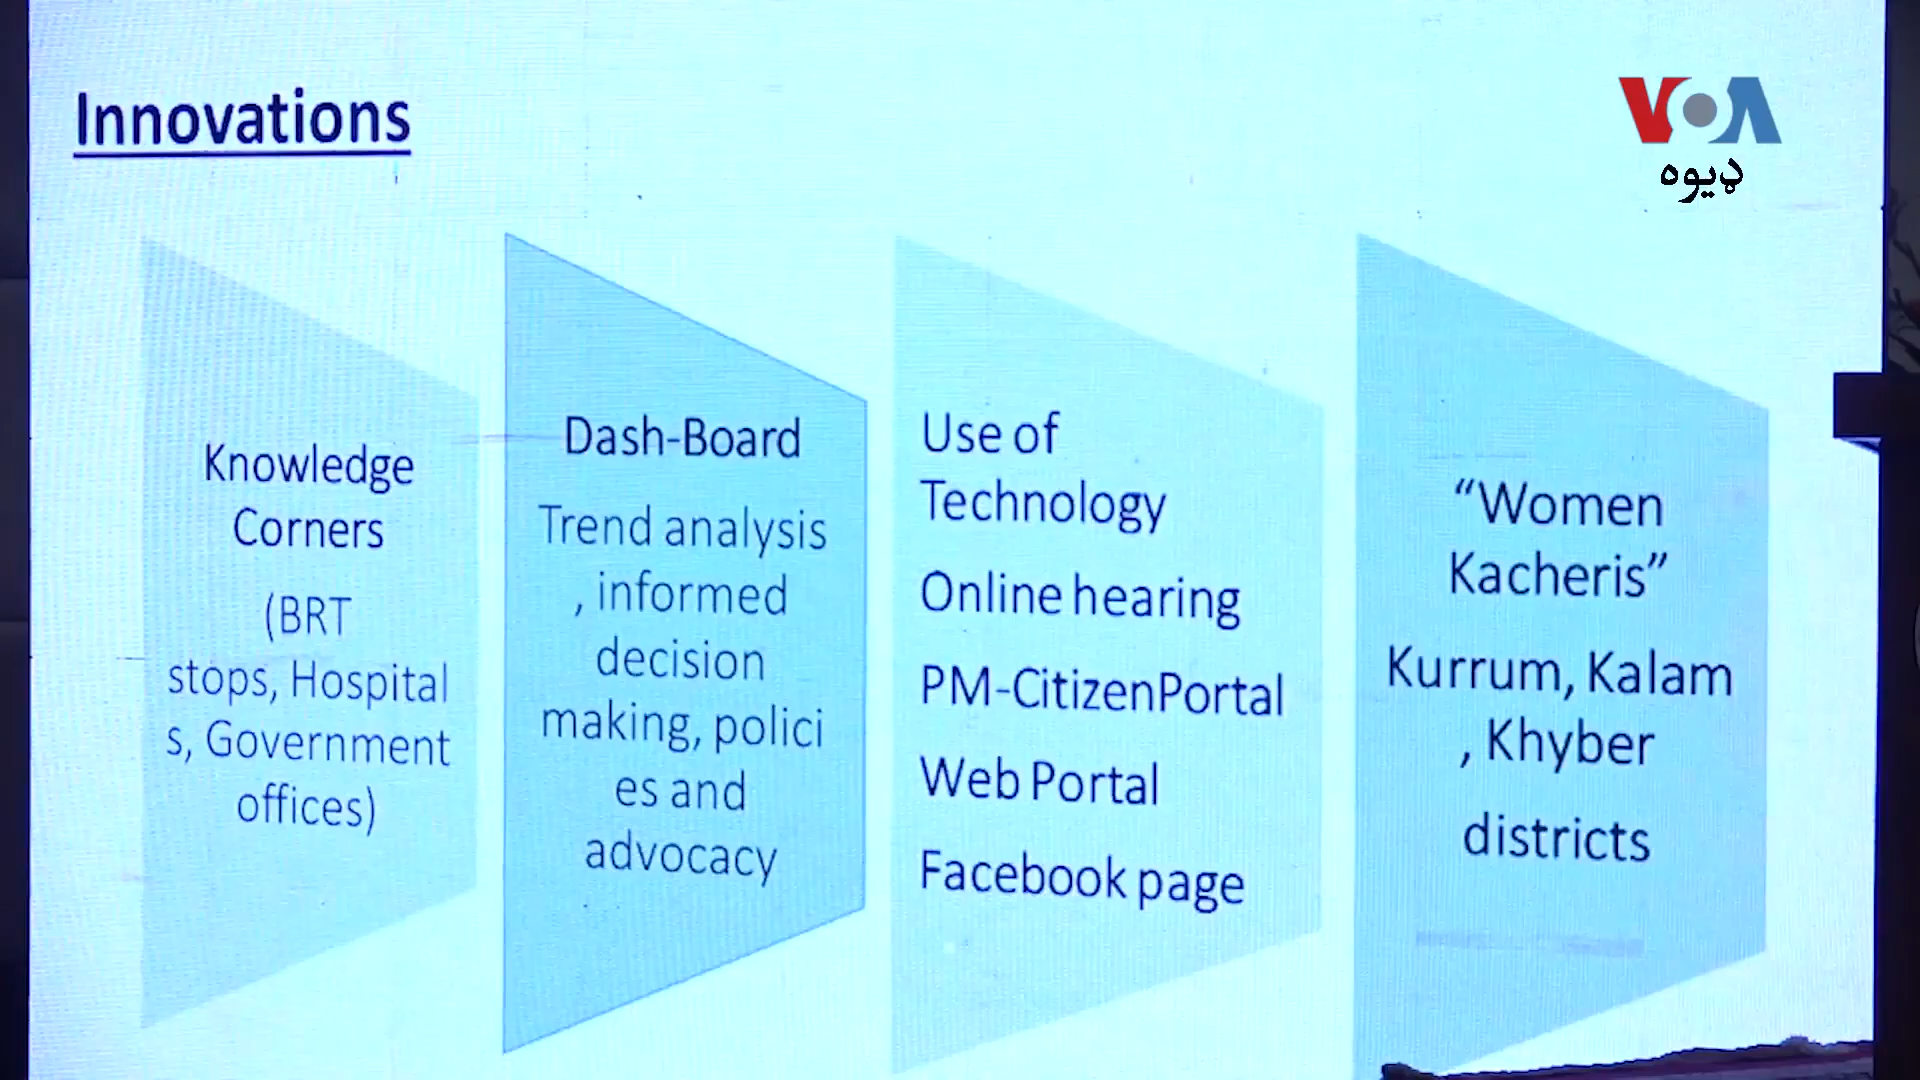 Innovations
VOA
ډیوه
Knowledge
Corners
(BRT
stops, Hospital
s, Government
offices)
Dash-Board
Trend analysis
, informed
decision
making, polici
es and
advocacy
Use of
Technology
Online hearing
PM-CitizenPortal
Web Portal
Facebook page
“Women
Kacheris”
Kurrum, Kalam
, Khyber
districts